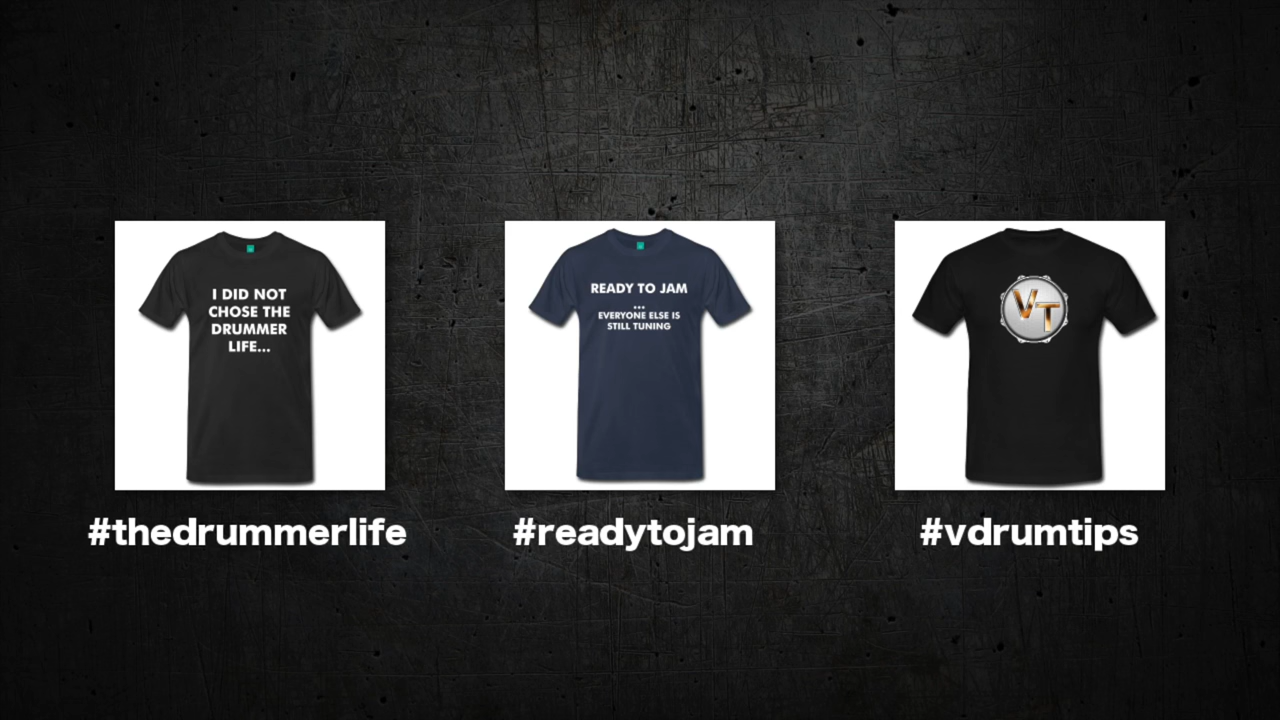 I DID NOT
CHOSE THE
DRUMMER
LIFE...
#thedrummerlife
READY TO JAM
...
EVERYONE ELSE IS
STILL TUNING
#readytojam
VT
#vdrumtips